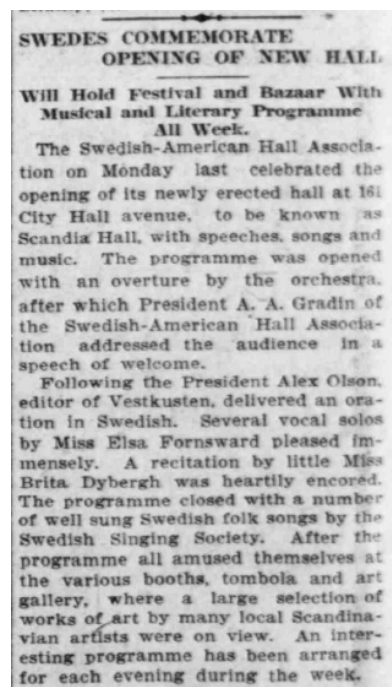 SWEDES COMMEMORATE
OPENING OF NEW HALL
Will Hold Festival and Bazaar With
Musical and Literary Programme
All Week.
The Swedish-American Hall Associa-
tion on Monday last celebrated the
opening of its newly erected hall at 161
City Hall avenue, to be known as
Scandia Hall, with speeches, songs and
music. The programme was opened
with an overture by the orchestra,
after which President A. A. Gradin of
the Swedish-American Hall Associa-
tion addressed the audience in a
speech of welcome.
Following the President Alex Olson,
editor of Vestkusten, delivered an ora-
tion in Swedish. Several vocal solos
by Miss Elsa Fornsward pleased im-
mensely. A recitation by little Miss
Brita Dybergh was heartily encored.
The programme closed with a number
of well sung Swedish folk songs by the
Swedish Singing Society. After the
programme all amused themselves at
the various booths, tombola and art
gallery, where a large selection of
works of art by many local Scandina-
vian artists were on view. An inter-
esting programme has been arranged
for each evening during the week.